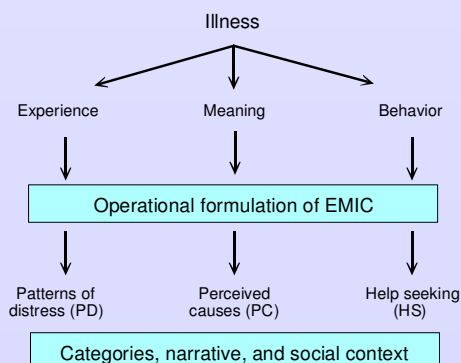 Illness
Experience Meaning Behavior
Operational formulation of EMIC
Patterns of Perceived Help seeking
distress (PD) causes (PC) (HS)
Categories, narrative, and social context